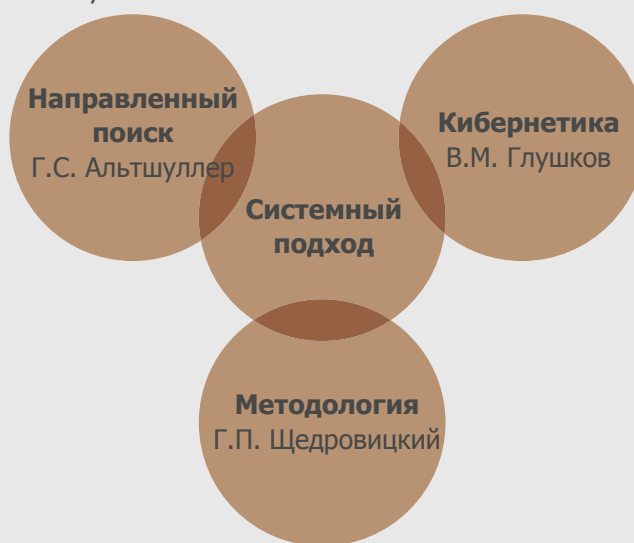 Направленный
поиск
Г.С. Альтшуллер
Кибернетика
В.М. Глушков
Системный
подход
Методология
Г.П. Щедровицкий